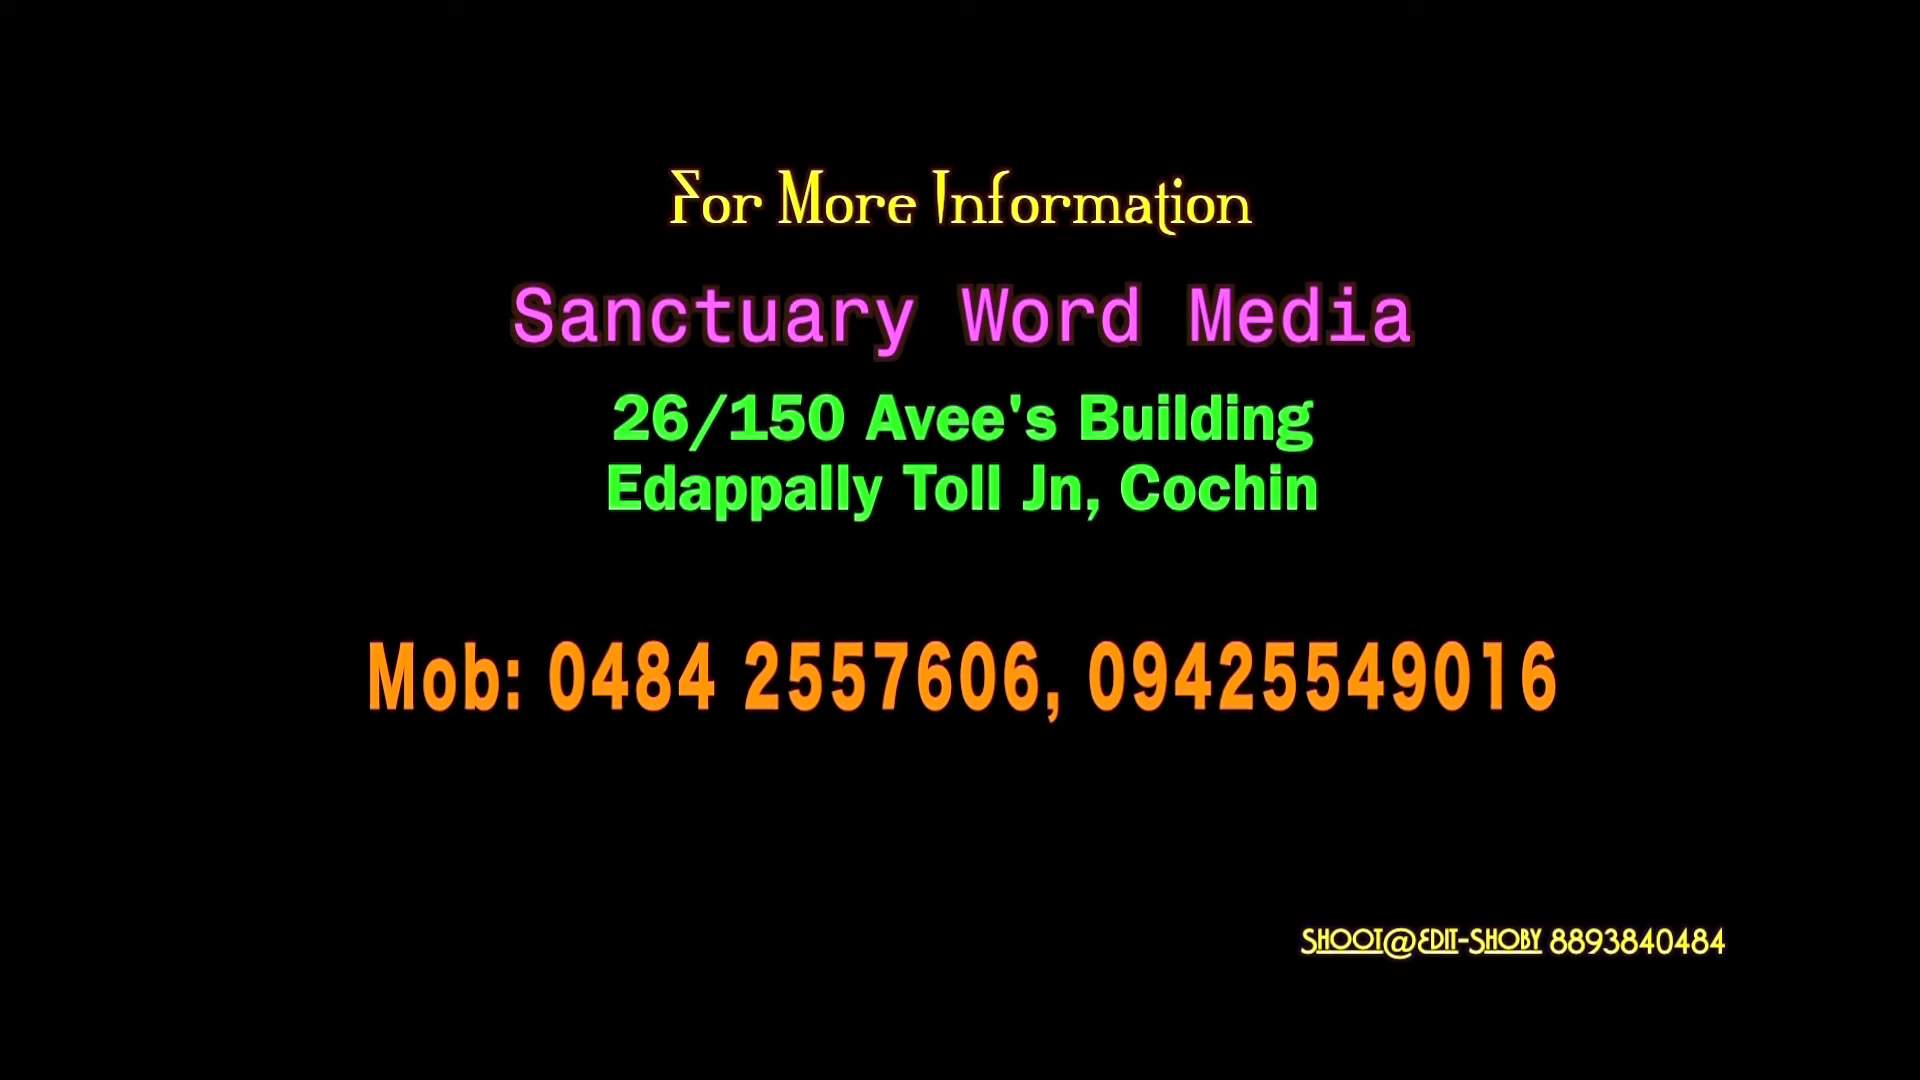 For More Information
Sanctuary Word Media
26/150 Avee's Building
Edappally Toll Jn, Cochin
Mob: 0484 2557606, 09425549016
SHOOT@EDIT-SHOBY 8893840484